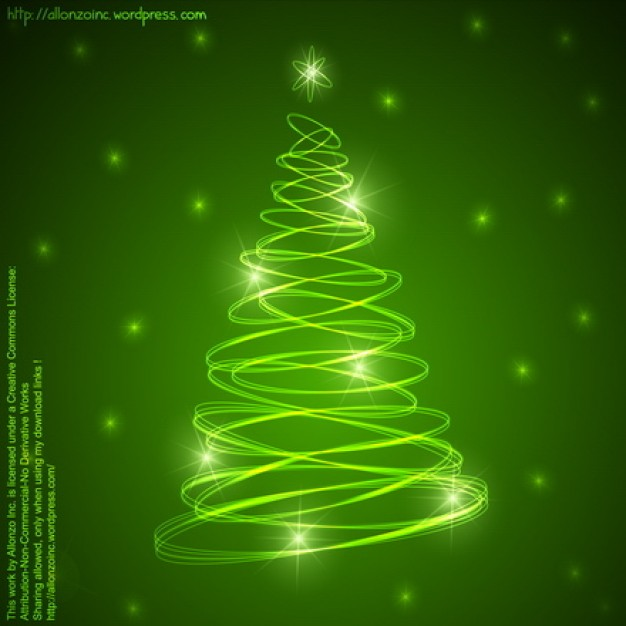 http://allonzoinc.wordpress.com
This work by Allonzo Inc. is licensed under a Creative Commons License:
Attribution-Non-Commercial-No Derivative Works
Sharing allowed, only when using my download links !
http://allonzoinc.wordpress.com/